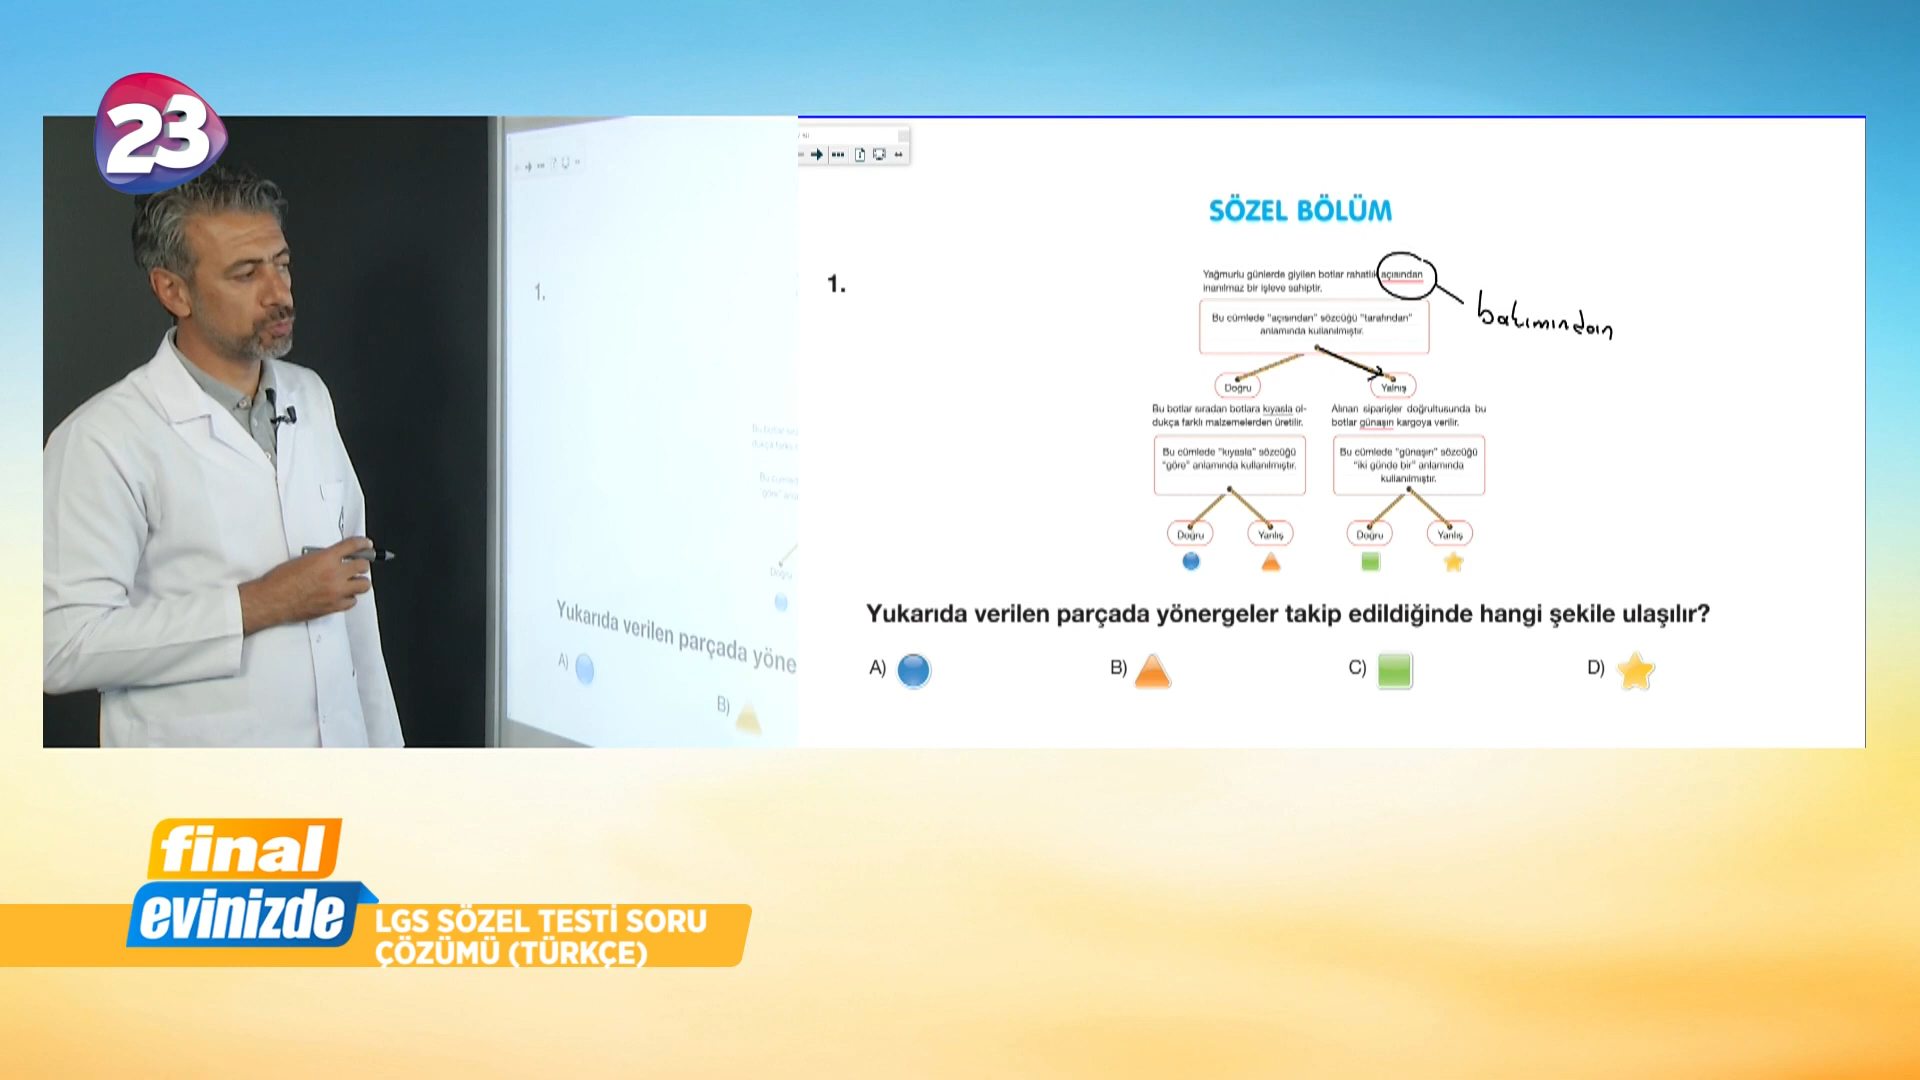 23
1.
Yukarıda verilen parçada yöne
A)
B)
SÖZEL BÖLÜM
1.
Yağmurlu günlerde giyilen botlar rahatlık açısından
inanılmaz bir işleve sahiptir.
bakımından
Bu cümlede "açısından" sözcüğü "tarafından"
anlamında kullanılmıştır.
Doğru
Yalnış
Bu botlar sıradan botlara kıyasla ol-
dukça farklı malzemelerden üretilir.
Alınan siparişler doğrultusunda bu
botlar günaşırı kargoya verilir.
Bu cümlede "kıyasla" sözcüğü
"göre" anlamında kullanılmıştır.
Bu cümlede "günaşırı" sözcüğü
"iki günde bir" anlamında
kullanılmıştır.
Doğru
Yanlış
Doğru
Yanlış
Yukarıda verilen parçada yönergeler takip edildiğinde hangi şekile ulaşılır?
A)
B)
C)
D)
final
evinizde
LGS SÖZEL TESTİ SORU
ÇÖZÜMÜ (TÜRKÇE)